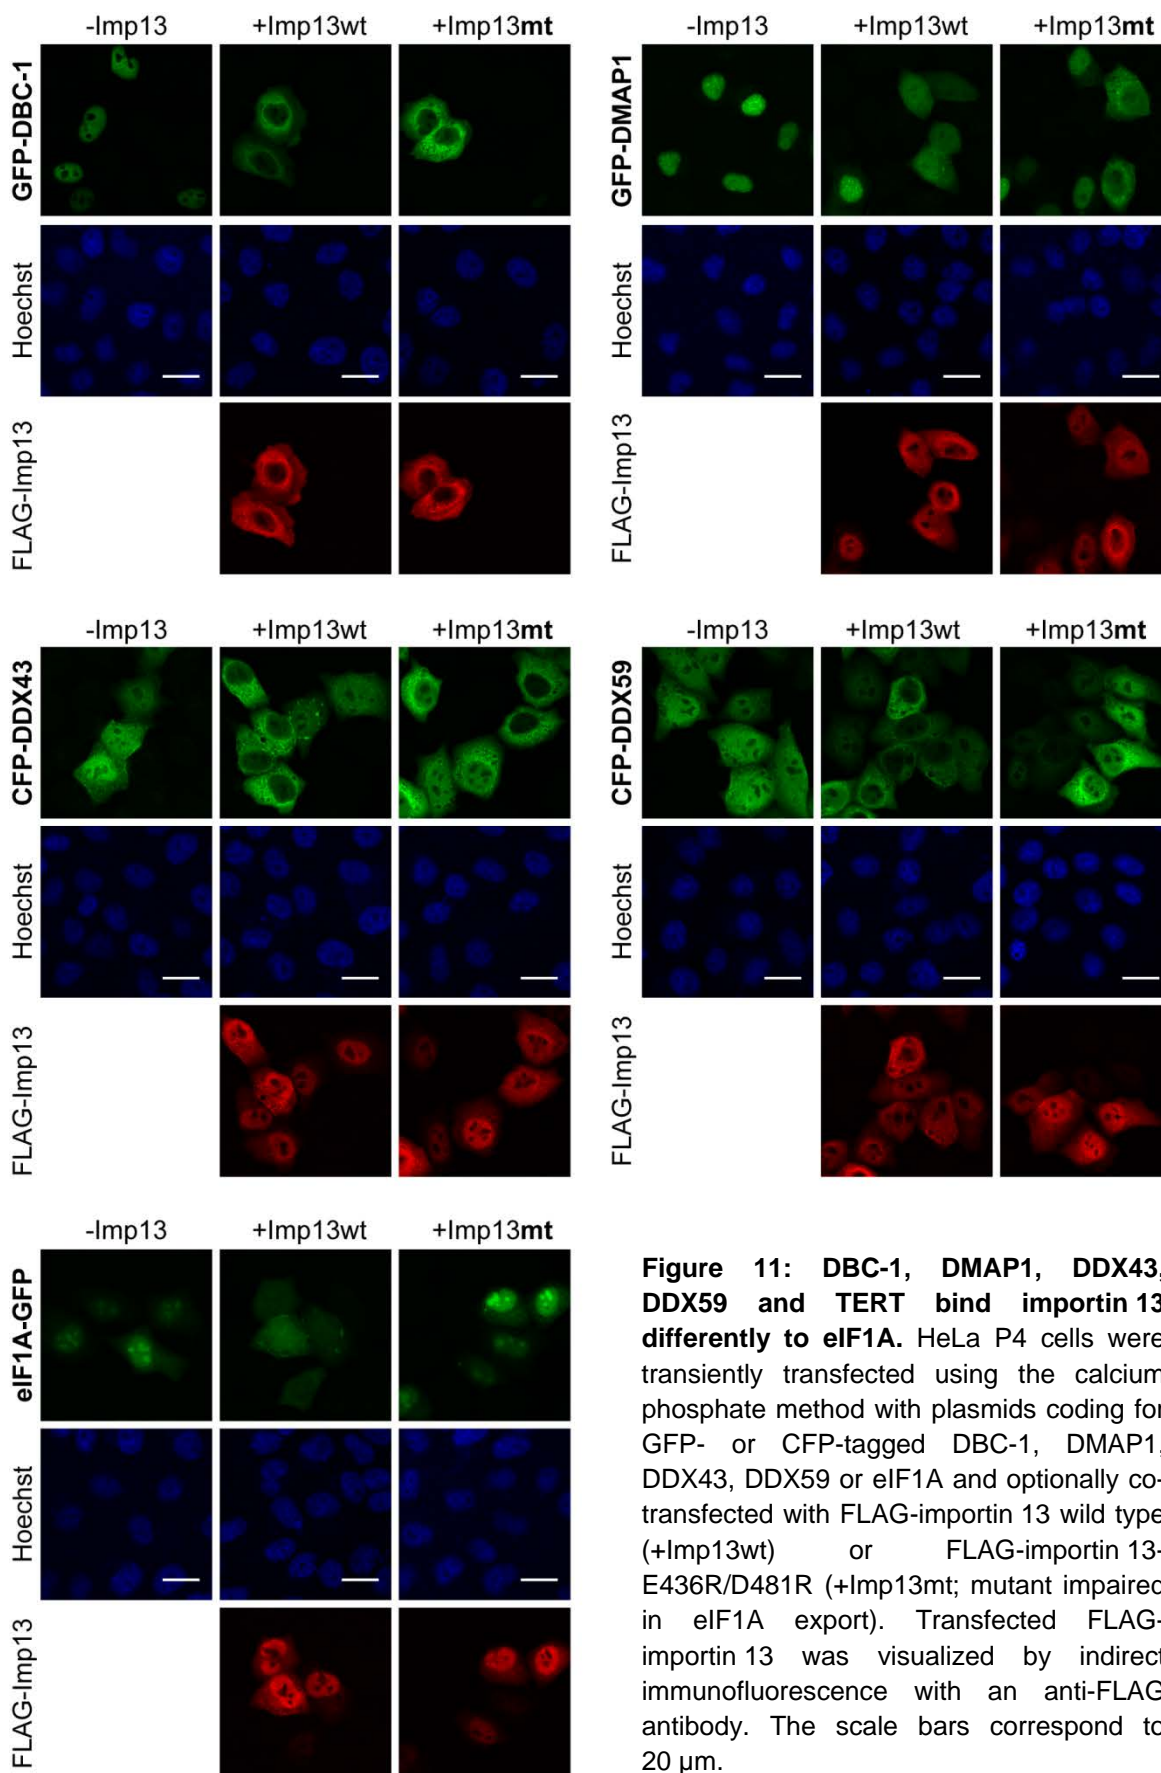 -Imp13 +Imp13wt +Imp13mt
GFP-DBC-1
Hoechst
FLAG-Imp13
-Imp13 +Imp13wt +Imp13mt
GFP-DMAP1
Hoechst
FLAG-Imp13
-Imp13 +Imp13wt +Imp13mt
CFP-DDX43
Hoechst
FLAG-Imp13
-Imp13 +Imp13wt +Imp13mt
CFP-DDX59
Hoechst
FLAG-Imp13
-Imp13 +Imp13wt +Imp13mt
eIF1A-GFP
Hoechst
FLAG-Imp13
Figure 11: DBC-1, DMAP1, DDX43,
DDX59 and TERT bind importin 13
differently to eIF1A. HeLa P4 cells were
transiently transfected using the calcium
phosphate method with plasmids coding for
GFP- or CFP-tagged DBC-1, DMAP1,
DDX43, DDX59 or eIF1A and optionally co-
transfected with FLAG-importin 13 wild type
(+Imp13wt) or FLAG-importin 13-
E436R/D481R (+Imp13mt; mutant impaired
in eIF1A export). Transfected FLAG-
importin 13 was visualized by indirect
immunofluorescence with an anti-FLAG
antibody. The scale bars correspond to
20 µm.